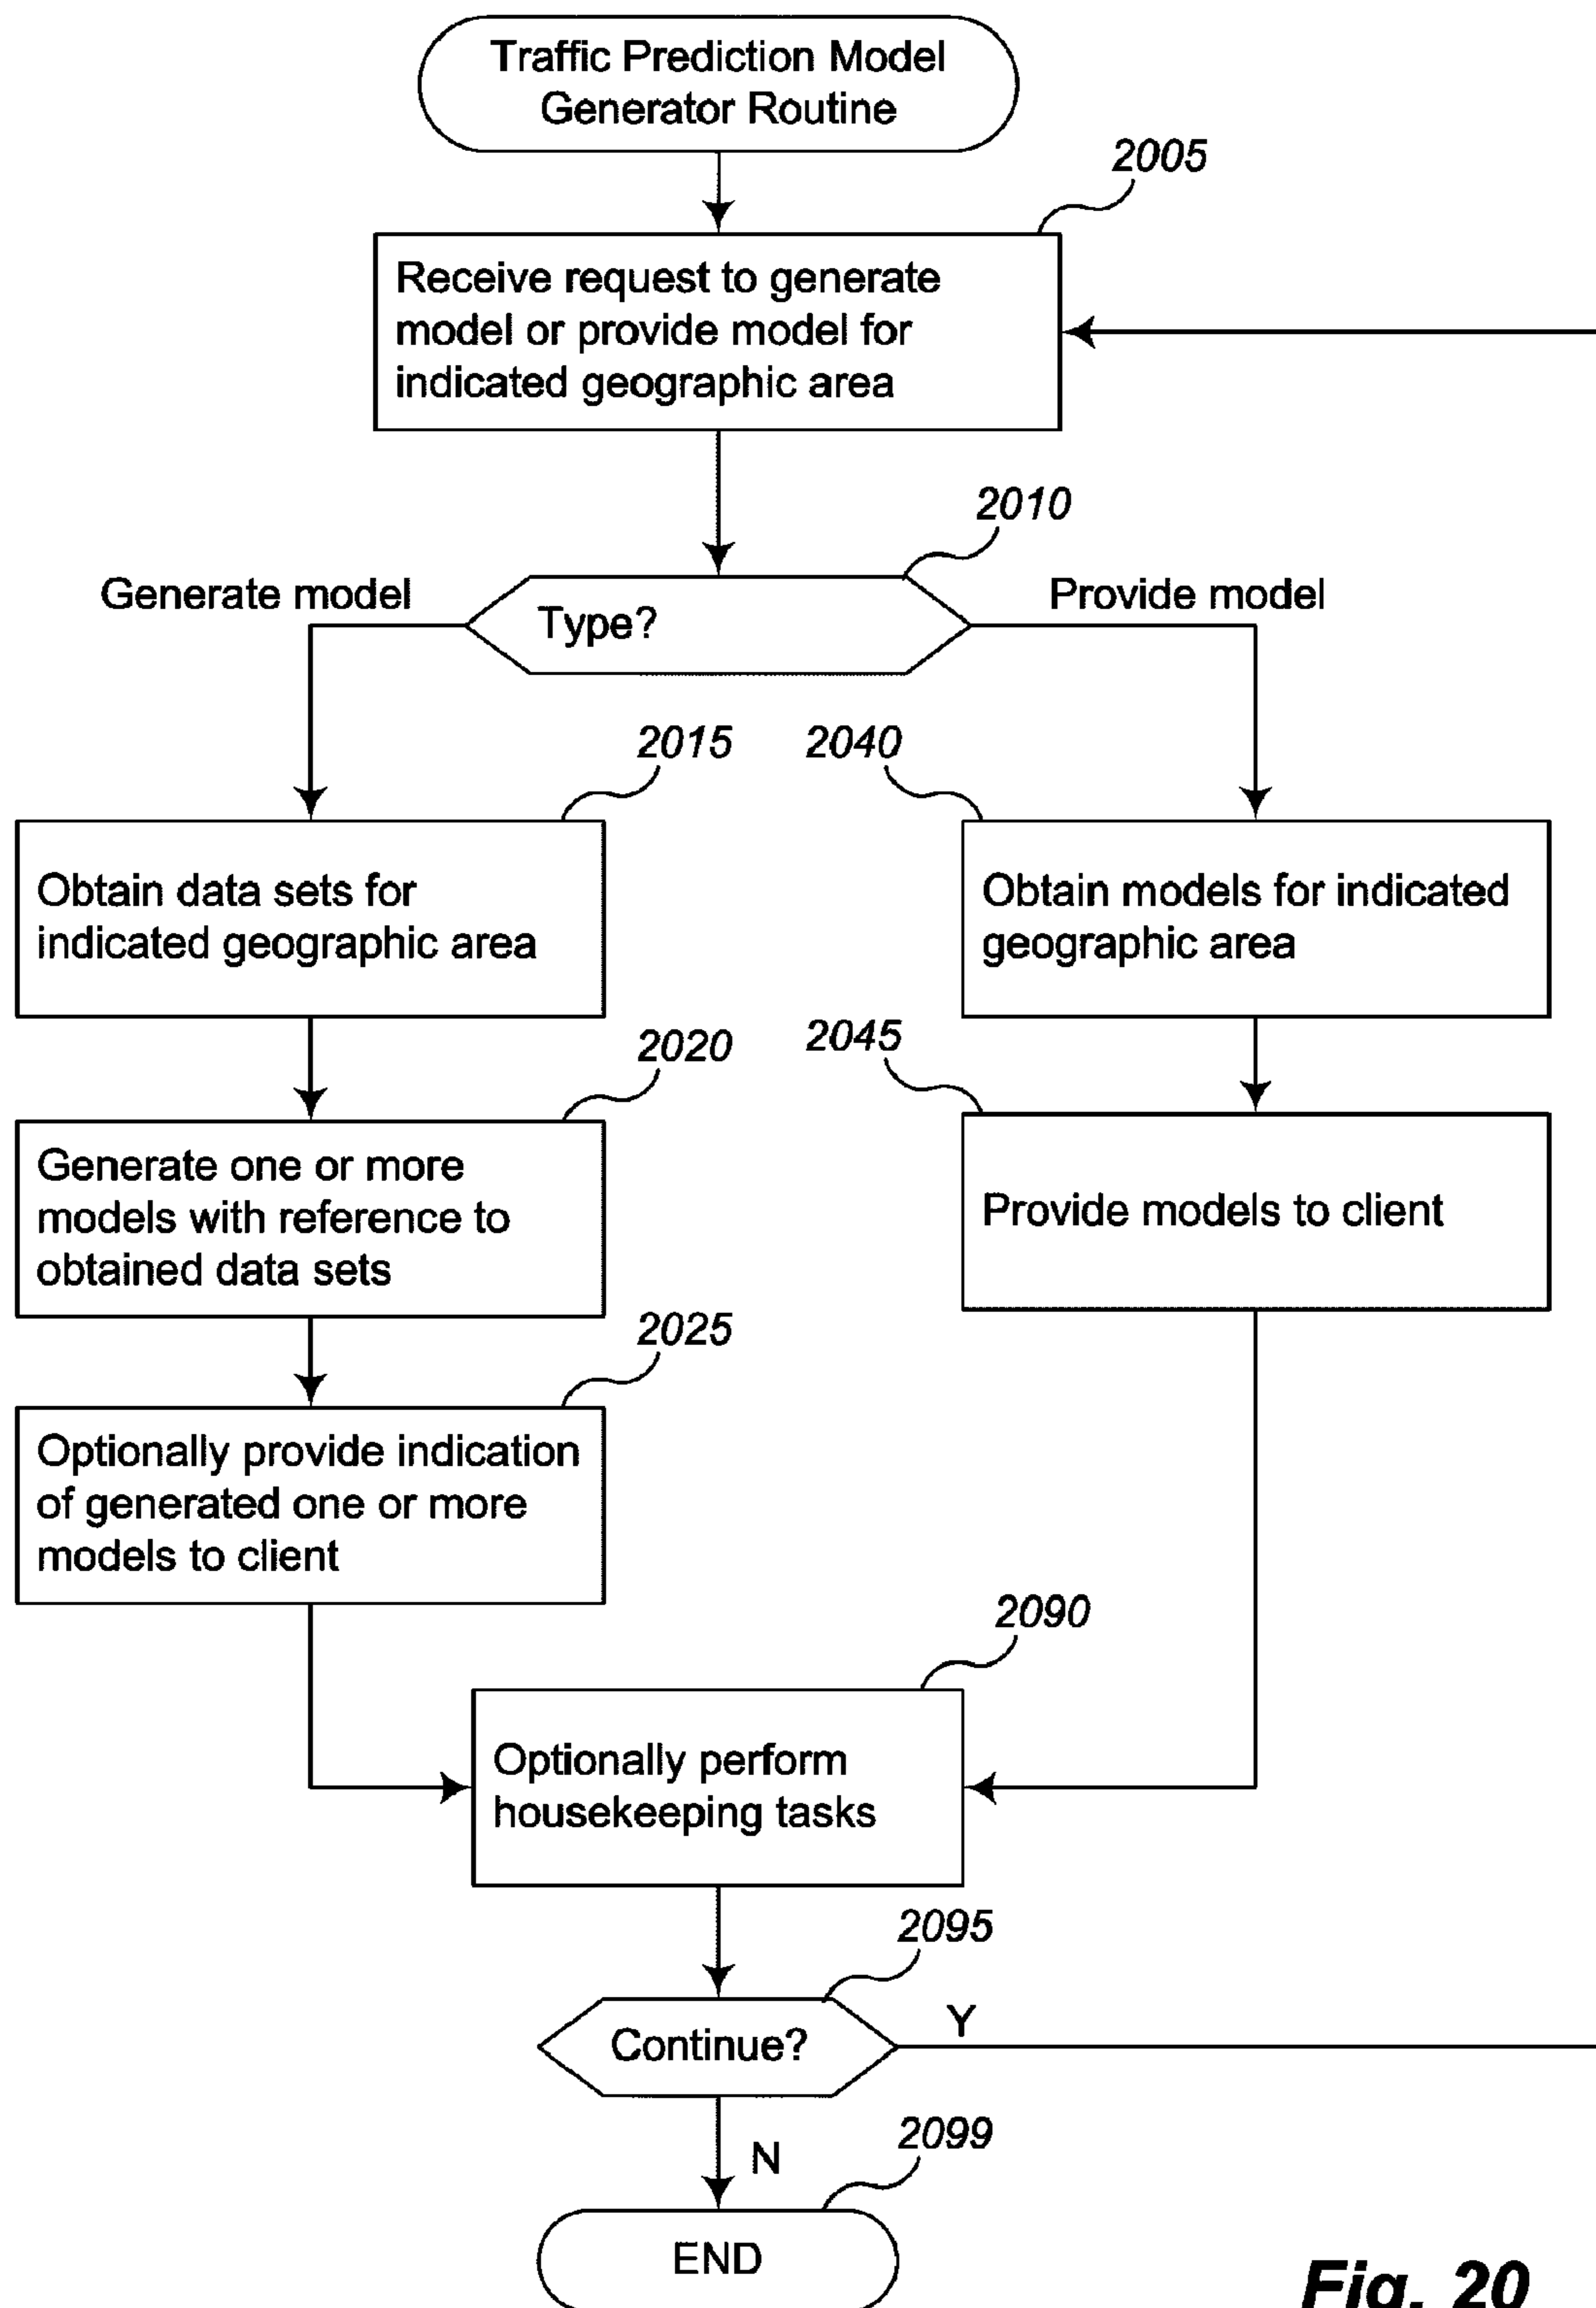 Traffic Prediction Model
Generator Routine
2005
Receive request to generate
model or provide model for
indicated geographic area
2010
Generate model
Type?
Provide model
2015
2040
Obtain data sets for
indicated geographic area
Obtain models for indicated
geographic area
2020
2045
Generate one or more
models with reference to
obtained data sets
Provide models to client
2025
Optionally provide indication
of generated one or more
models to client
2090
Optionally perform
housekeeping tasks
2095
Continue?
Y
N
2099
END
Fig. 20